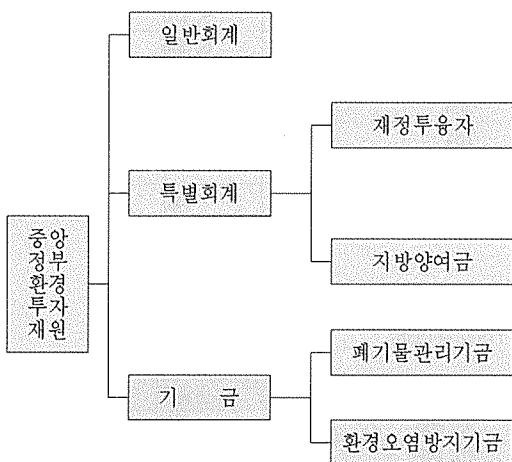 일반회계
재정투융자
특별회계
중앙
정부
환경
투자
재원
지방양여금
폐기물관리기금
기 금
환경오염방지기금